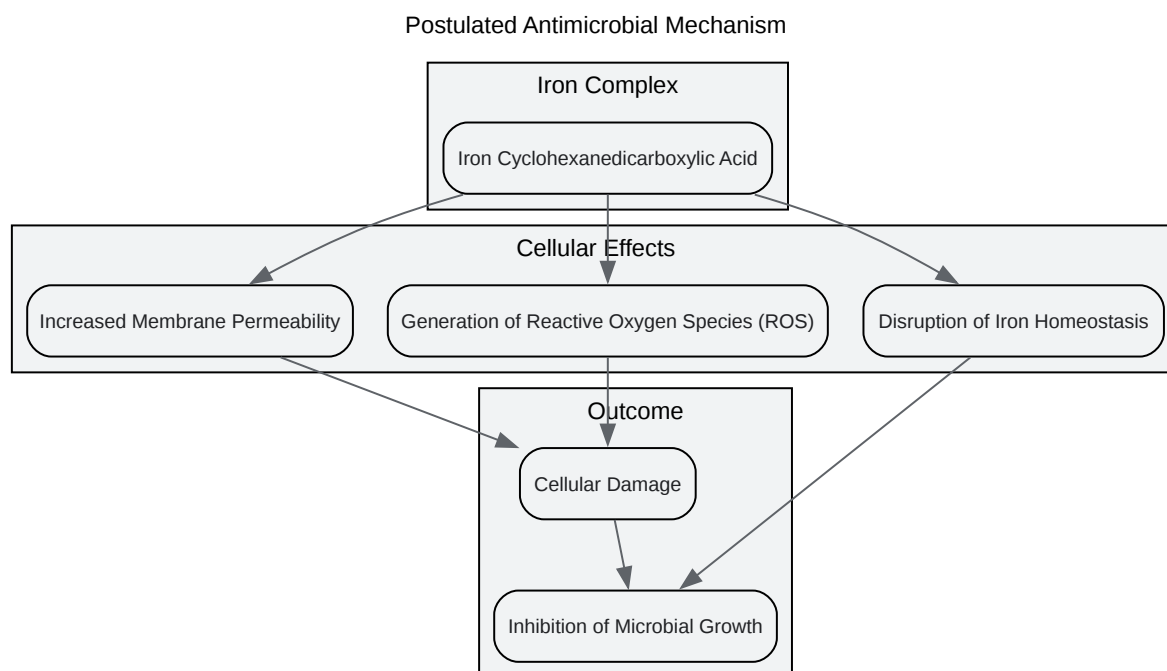 Postulated Antimicrobial Mechanism
Iron Complex
Iron Cyclohexanedicarboxylic Acid
Cellular Effects
Increased Membrane Permeability
Generation of Reactive Oxygen Species (ROS)
Disruption of Iron Homeostasis
Outcome
Cellular Damage
Inhibition of Microbial Growth